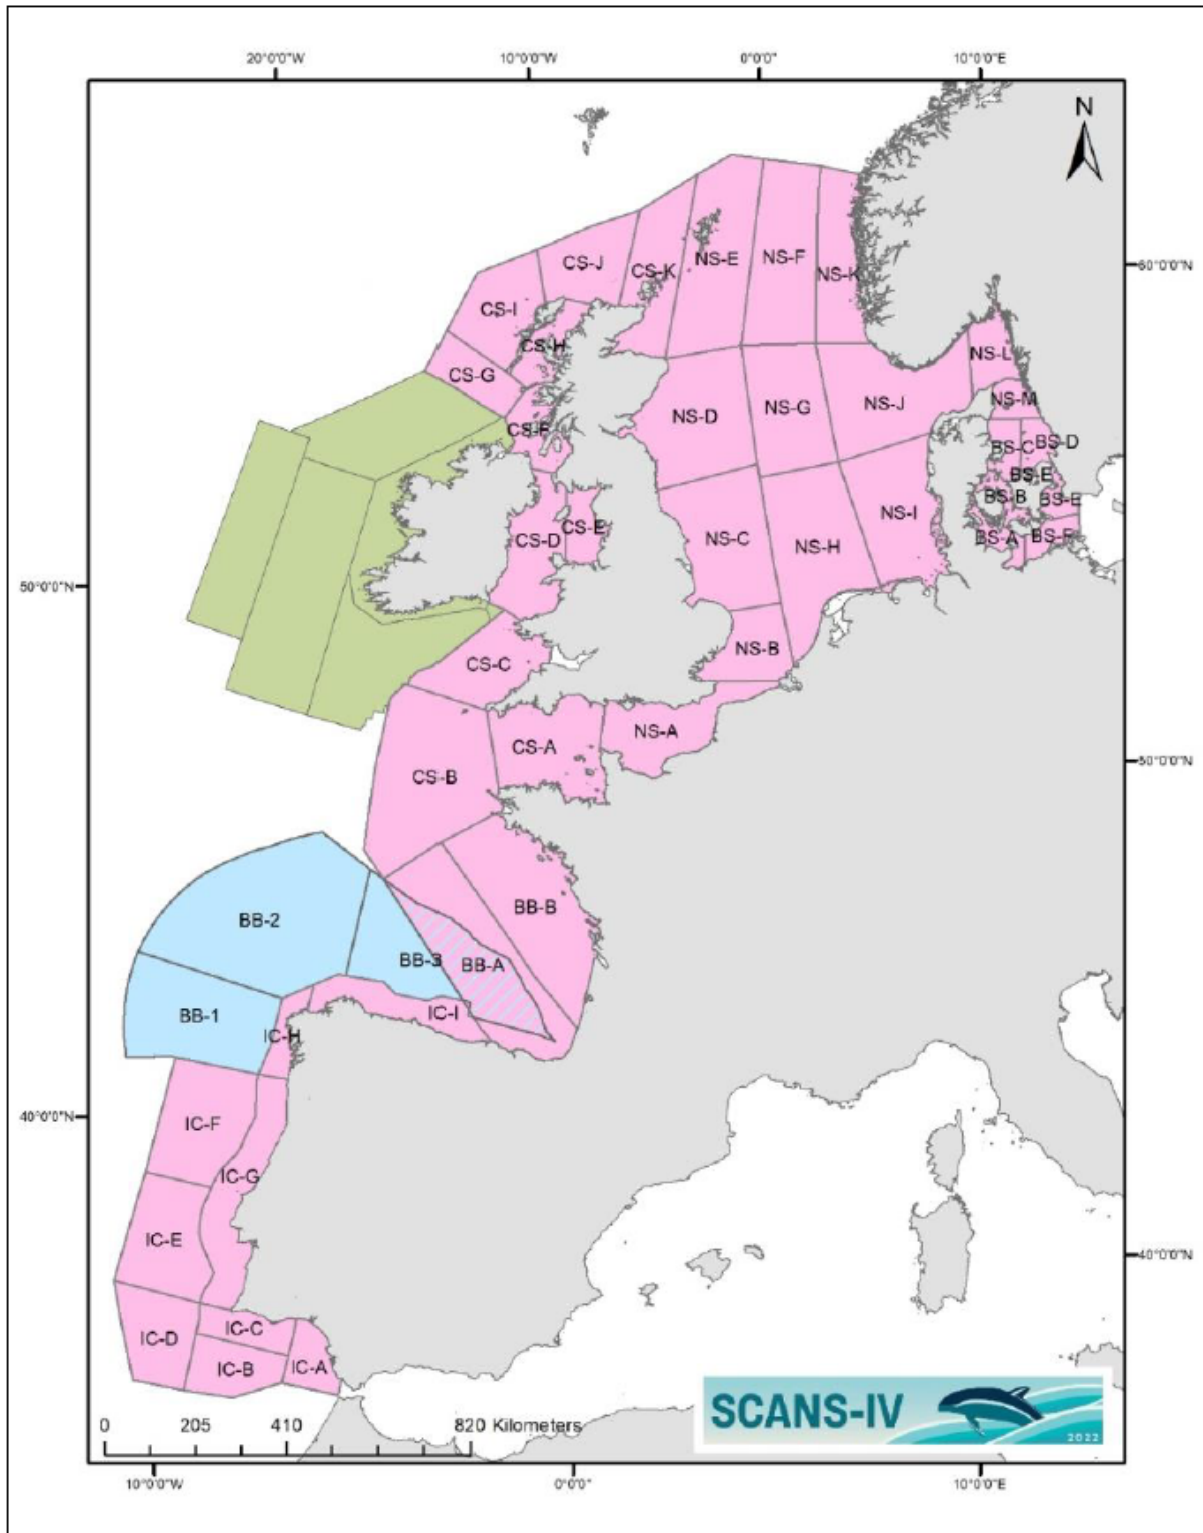 20°0'0"W 10°0'0"W 0°0'0" 10°0'0"E
N
60°0'0"N
50°0'0"N
50°0'0"N
40°0'0"N
40°0'0"N
CS-J
CS-K
NS-E
NS-F
NS-K
CS-I
CS-H
CS-G
NS-L
NS-M
NS-D
NS-G
NS-J
CS-F
BS-C
BS-D
BS-E
BS-B
BS-E
NS-I
CS-D
CS-E
NS-C
NS-H
BS-A
BS-F
CS-C
NS-B
NS-A
CS-A
CS-B
BB-B
BB-2
BB-3
BB-A
BB-1
IC-I
IC-H
IC-F
IC-G
IC-E
IC-D
IC-C
IC-B
IC-A
SCANS-IV
2022
0 205 410 820 Kilometers
10°0'0"W 0°0'0" 10°0'0"E